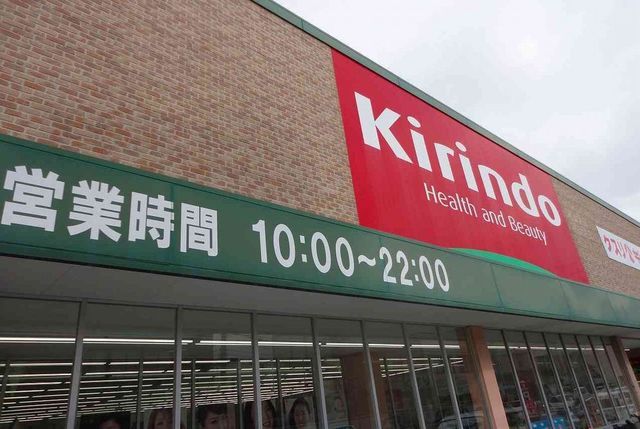 Kirindo
Health and Beauty
営業時間 10:00~22:00